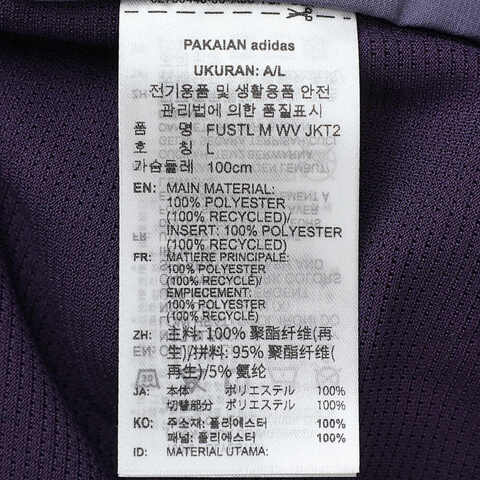 PAKAIAN adidas
UKURAN: A/L
전기용품 및 생활용품 안전
관리법에 의한 품질표시
품 명 FUSTL M WV JKT2
호 칭 L
가슴둘레 100cm
EN: MAIN MATERIAL:
100% POLYESTER
(100% RECYCLED)/
INSERT: 100% POLYESTER
(100% RECYCLED)
FR: MATIERE PRINCIPALE:
100% POLYESTER
(100% RECYCLE)/
EMPIECEMENT:
100% POLYESTER
(100% RECYCLE)
ZH: 主料: 100% 聚酯纤维(再
生)/拼料: 95% 聚酯纤维(
再生)/5% 氨纶
JA: 本体 ポリエステル 100%
切替部分 ポリエステル 100%
KO: 주소재: 폴리에스터 100%
패널: 폴리에스터 100%
ID: MATERIAL UTAMA: